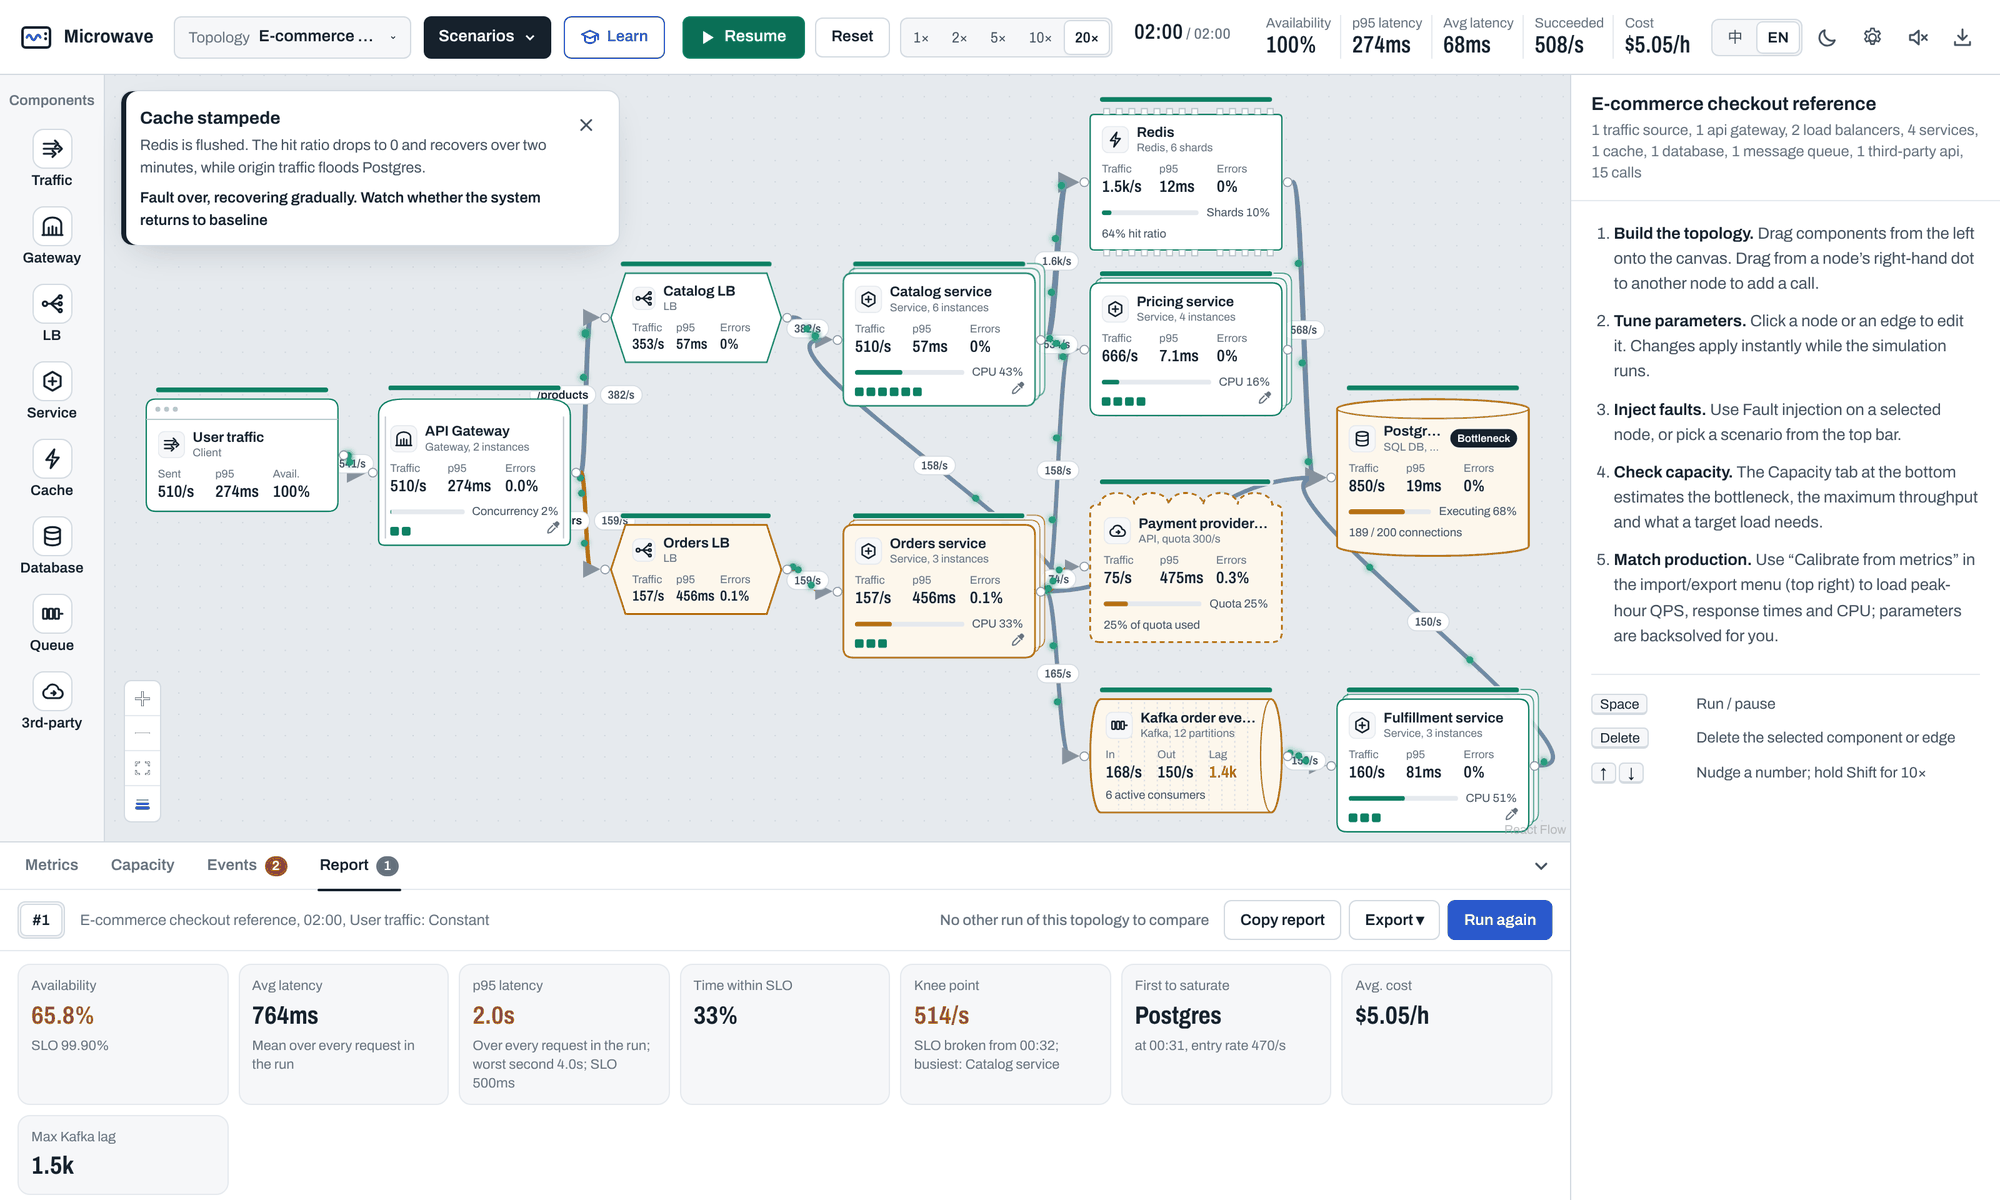 Microwave
Topology E-commerce ...
Scenarios
Learn
Resume
Reset
1× 2× 5× 10× 20×
02:00 / 02:00
Availability
100%
p95 latency
274ms
Avg latency
68ms
Succeeded
508/s
Cost
$5.05/h
中 EN
Components
Traffic
Gateway
LB
Service
Cache
Database
Queue
3rd-party
Cache stampede
Redis is flushed. The hit ratio drops to 0 and recovers over two
minutes, while origin traffic floods Postgres.
Fault over, recovering gradually. Watch whether the system
returns to baseline
User traffic
Client
Sent p95 Avail.
510/s 274ms 100%
API Gateway
Gateway, 2 instances
Traffic p95 Errors
510/s 274ms 0.0%
Concurrency 2%
/products 382/s
159/s
Catalog LB
LB
Traffic p95 Errors
353/s 57ms 0%
382/s
Orders LB
LB
Traffic p95 Errors
157/s 456ms 0.1%
159/s
Catalog service
Service, 6 instances
Traffic p95 Errors
510/s 57ms 0%
CPU 43%
158/s
Orders service
Service, 3 instances
Traffic p95 Errors
157/s 456ms 0.1%
CPU 33%
1.6k/s
158/s
165/s
Redis
Redis, 6 shards
Traffic p95 Errors
1.5k/s 12ms 0%
Shards 10%
64% hit ratio
Pricing service
Service, 4 instances
Traffic p95 Errors
666/s 7.1ms 0%
CPU 16%
568/s
Payment provider...
API, quota 300/s
Traffic p95 Errors
75/s 475ms 0.3%
Quota 25%
25% of quota used
Kafka order eve...
Kafka, 12 partitions
In Out Lag
168/s 150/s 1.4k
6 active consumers
Postgr...
SQL DB, ...
Bottleneck
Traffic p95 Errors
850/s 19ms 0%
Executing 68%
189 / 200 connections
150/s
Fulfillment service
Service, 3 instances
Traffic p95 Errors
160/s 81ms 0%
CPU 51%
React Flow
E-commerce checkout reference
1 traffic source, 1 api gateway, 2 load balancers, 4 services,
1 cache, 1 database, 1 message queue, 1 third-party api,
15 calls
1. Build the topology. Drag components from the left
onto the canvas. Drag from a node's right-hand dot
to another node to add a call.
2. Tune parameters. Click a node or an edge to edit
it. Changes apply instantly while the simulation
runs.
3. Inject faults. Use Fault injection on a selected
node, or pick a scenario from the top bar.
4. Check capacity. The Capacity tab at the bottom
estimates the bottleneck, the maximum throughput
and what a target load needs.
5. Match production. Use “Calibrate from metrics” in
the import/export menu (top right) to load peak-
hour QPS, response times and CPU; parameters
are backsolved for you.
Space Run / pause
Delete Delete the selected component or edge
↑ ↓ Nudge a number; hold Shift for 10×
Metrics Capacity Events 2 Report 1
#1 E-commerce checkout reference, 02:00, User traffic: Constant
No other run of this topology to compare
Copy report
Export ▾
Run again
Availability
65.8%
SLO 99.90%
Avg latency
764ms
Mean over every request in
the run
p95 latency
2.0s
Over every request in the run;
worst second 4.0s; SLO
500ms
Time within SLO
33%
Knee point
514/s
SLO broken from 00:32;
busiest: Catalog service
First to saturate
Postgres
at 00:31, entry rate 470/s
Avg. cost
$5.05/h
Max Kafka lag
1.5k